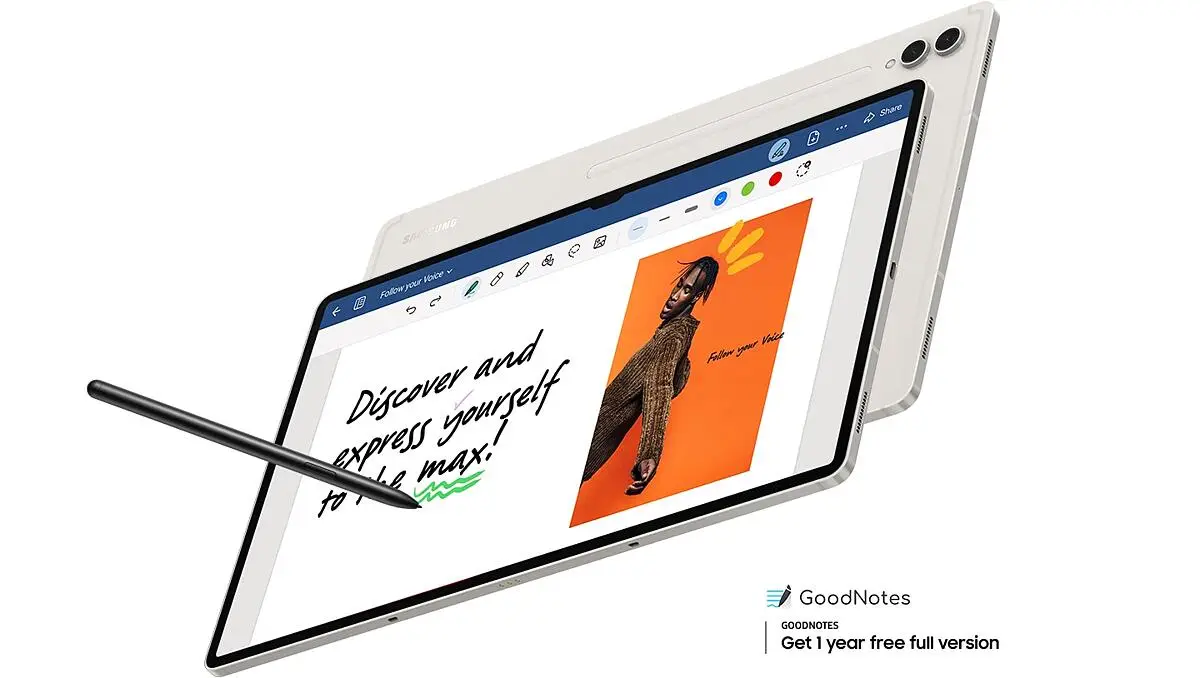 SAMSUNG
Follow your Voice
Share
Discover and
express yourself
to the max!
Follow your Voice
GoodNotes
GOODNOTES
Get 1 year free full version